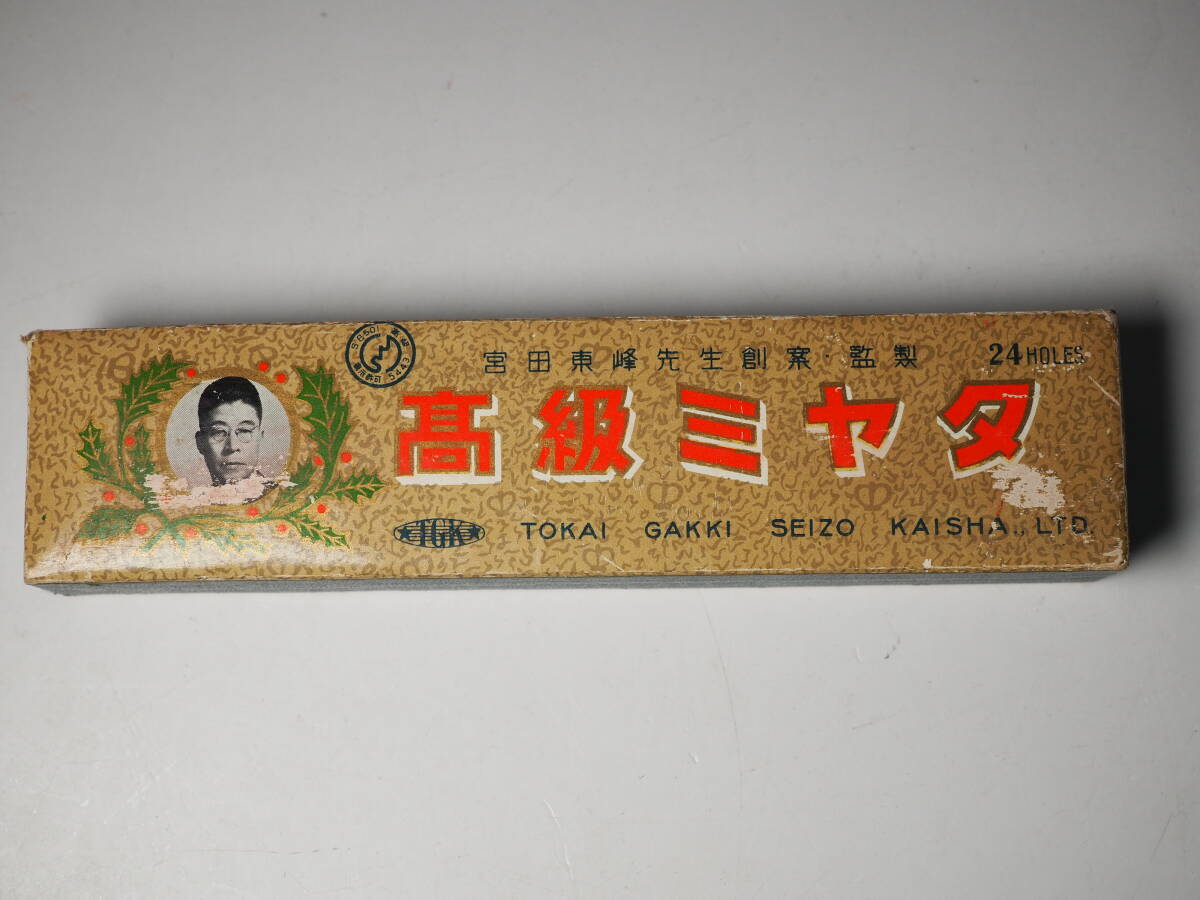 宮田東峰先生創案・監製
24 HOLES
高級ミヤタ
TGK
TOKAI GAKKI SEIZO KAISHA., LTD.